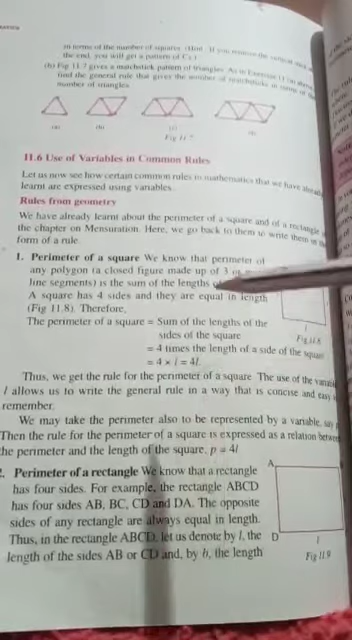 in terms of the number of squares. (Hint: If you remove the vertical stick at
the end, you will get a pattern of Cs.)
(b) Fig 11.7 gives a matchstick pattern of triangles. As in Exercise 11 (a) above
find the general rule that gives the number of matchsticks in terms of the
number of triangles.
(a) (b) (c) (d)
Fig 11.7
11.6 Use of Variables in Common Rules
Let us now see how certain common rules in mathematics that we have already
learnt are expressed using variables.
Rules from geometry
We have already learnt about the perimeter of a square and of a rectangle in
the chapter on Mensuration. Here, we go back to them to write them in the
form of a rule.
1. Perimeter of a square We know that perimeter of
any polygon (a closed figure made up of 3 or
line segments) is the sum of the lengths of
A square has 4 sides and they are equal in length
(Fig 11.8). Therefore,
The perimeter of a square = Sum of the lengths of the
sides of the square
= 4 times the length of a side of the square
= 4 × l = 4l.
l
Fig 11.8
Thus, we get the rule for the perimeter of a square. The use of the variable
l allows us to write the general rule in a way that is concise and easy
remember.
We may take the perimeter also to be represented by a variable, say p
Then the rule for the perimeter of a square is expressed as a relation between
the perimeter and the length of the square, p = 4l
2. Perimeter of a rectangle We know that a rectangle
has four sides. For example, the rectangle ABCD
has four sides AB, BC, CD and DA. The opposite
sides of any rectangle are always equal in length.
Thus, in the rectangle ABCD, let us denote by l, the
length of the sides AB or CD and, by b, the length
A
D l
Fig 11.9